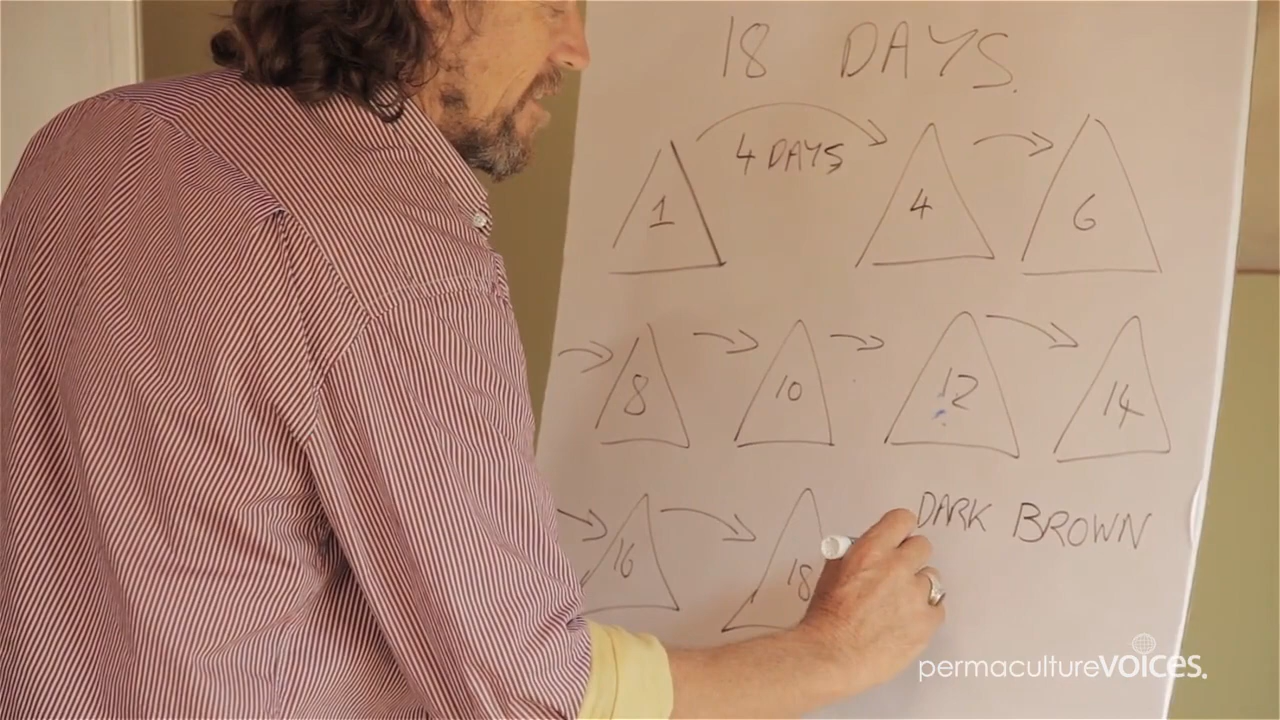 18 DAYS.
4 DAYS
1 4 6
8 10 12 14
16 18
DARK BROWN
permacultureVOICES.